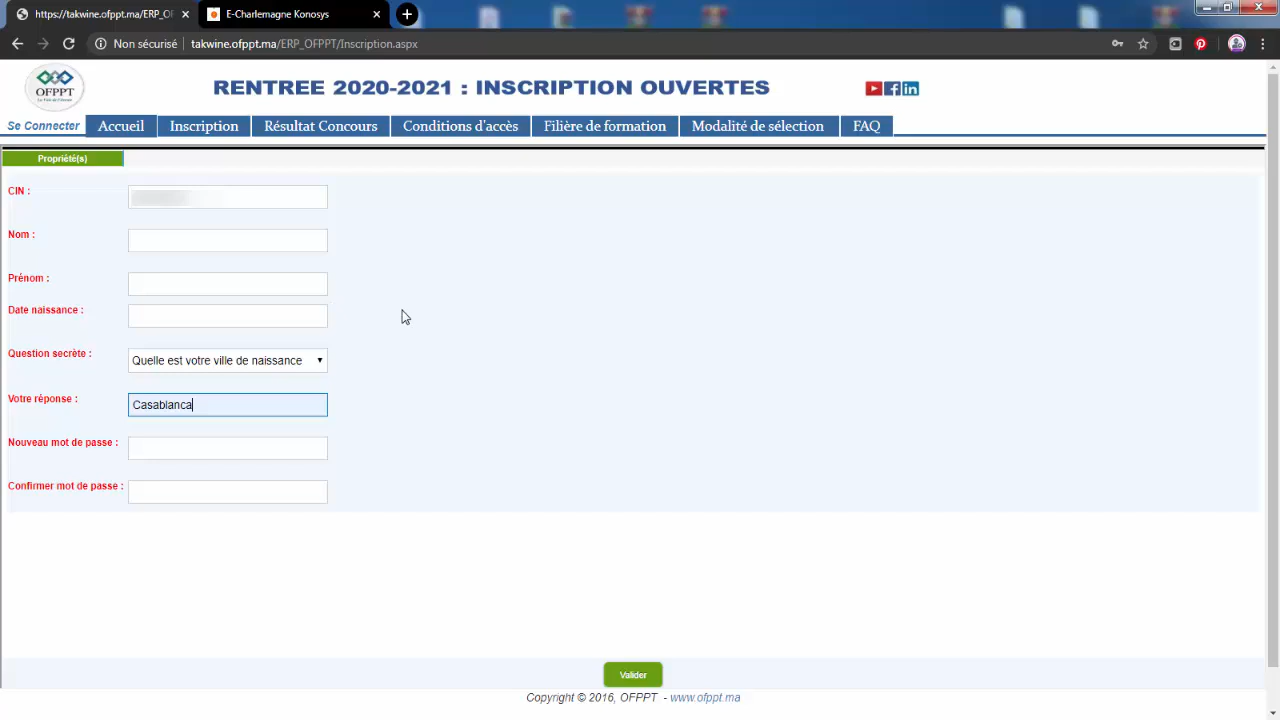 https://takwine.ofppt.ma/ERP_OFP
E-Charlemagne Konosys
Non sécurisé
takwine.ofppt.ma/ERP_OFPPT/Inscription.aspx
OFPPT
RENTREE 2020-2021 : INSCRIPTION OUVERTES
Se Connecter
Accueil
Inscription
Résultat Concours
Conditions d'accès
Filière de formation
Modalité de sélection
FAQ
Propriété(s)
CIN :
Nom :
Prénom :
Date naissance :
Question secrète :
Quelle est votre ville de naissance
Votre réponse :
Casablanca
Nouveau mot de passe :
Confirmer mot de passe :
Valider
Copyright © 2016, OFPPT - www.ofppt.ma